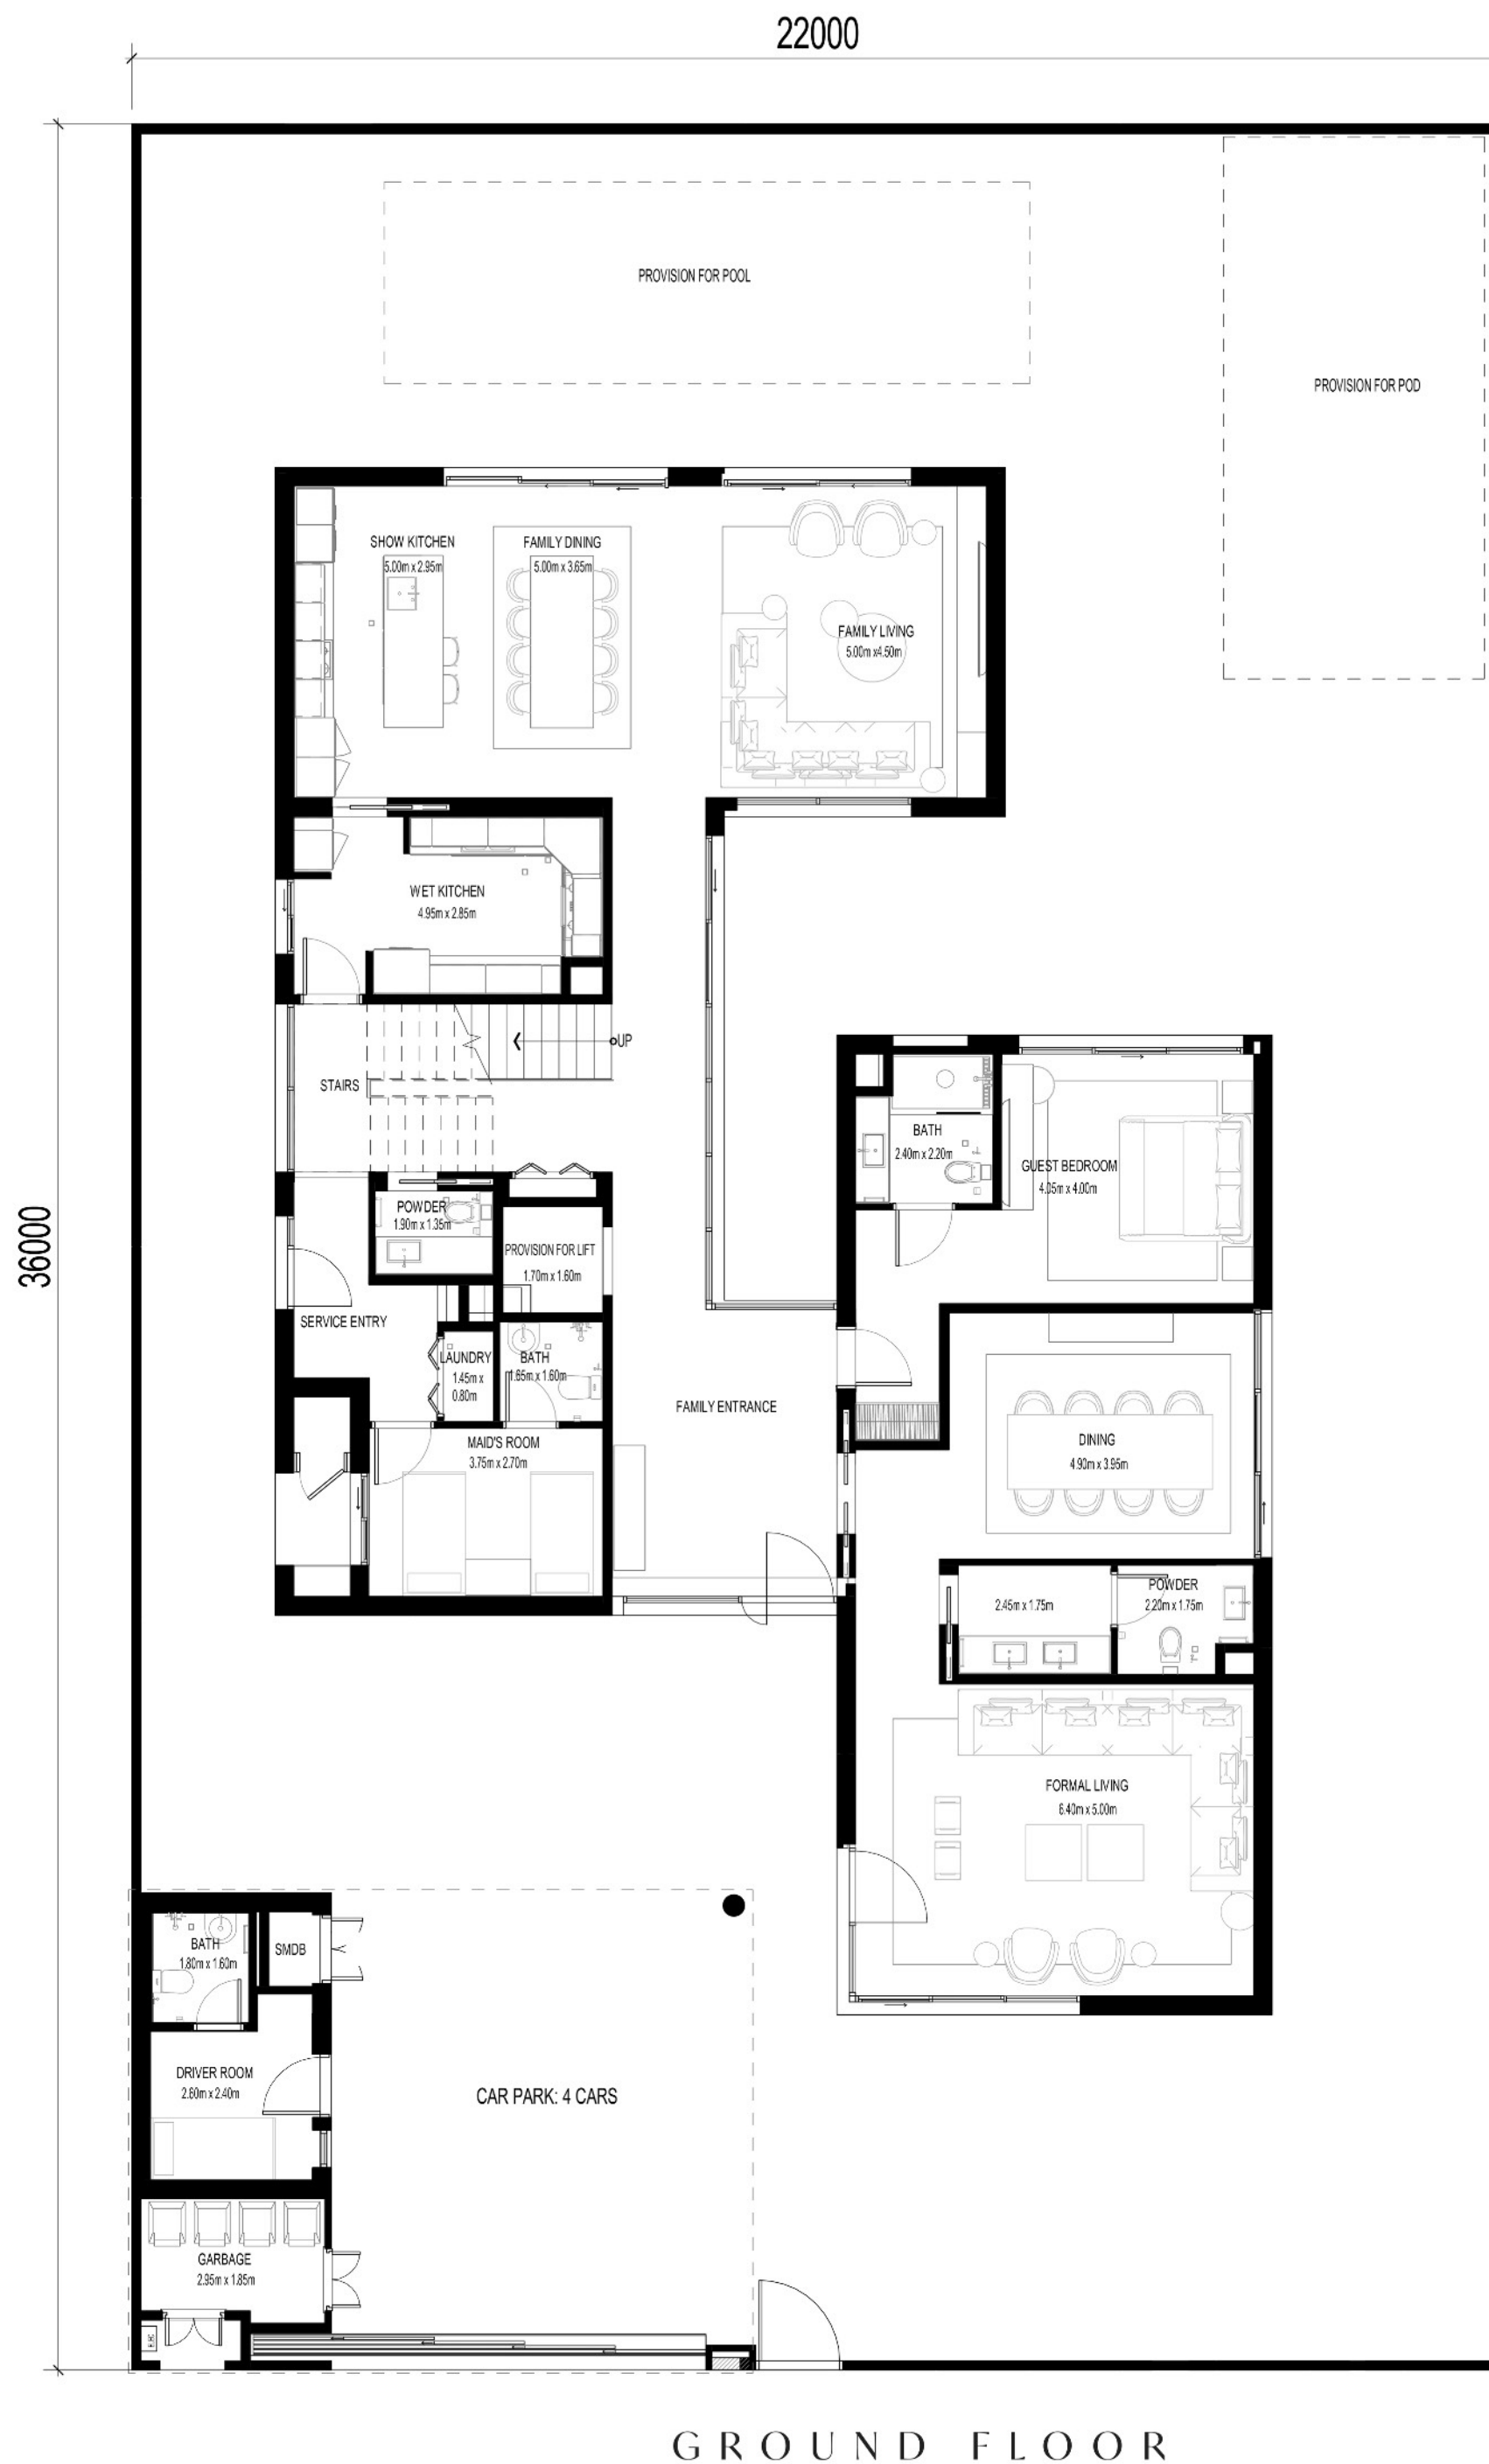 22000
36000
PROVISION FOR POOL
PROVISION FOR POD
SHOW KITCHEN
5.00m x 2.95m
FAMILY DINING
5.00m x 3.65m
FAMILY LIVING
5.00m x4.50m
WET KITCHEN
4.95m x 2.85m
UP
STAIRS
BATH
2.40m x 2.20m
GUEST BEDROOM
4.05m x 4.00m
POWDER
1.90m x 1.35m
PROVISION FOR LIFT
1.70m x 1.60m
SERVICE ENTRY
LAUNDRY
1.45m x
0.80m
BATH
1.65m x 1.60m
FAMILY ENTRANCE
MAID'S ROOM
3.75m x 2.70m
DINING
4.90m x 3.95m
2.45m x 1.75m
POWDER
2.20m x 1.75m
FORMAL LIVING
6.40m x 5.00m
BATH
1.80m x 1.60m
SMDB
DRIVER ROOM
2.60m x 2.40m
CAR PARK: 4 CARS
GARBAGE
2.95m x 1.85m
GROUND FLOOR